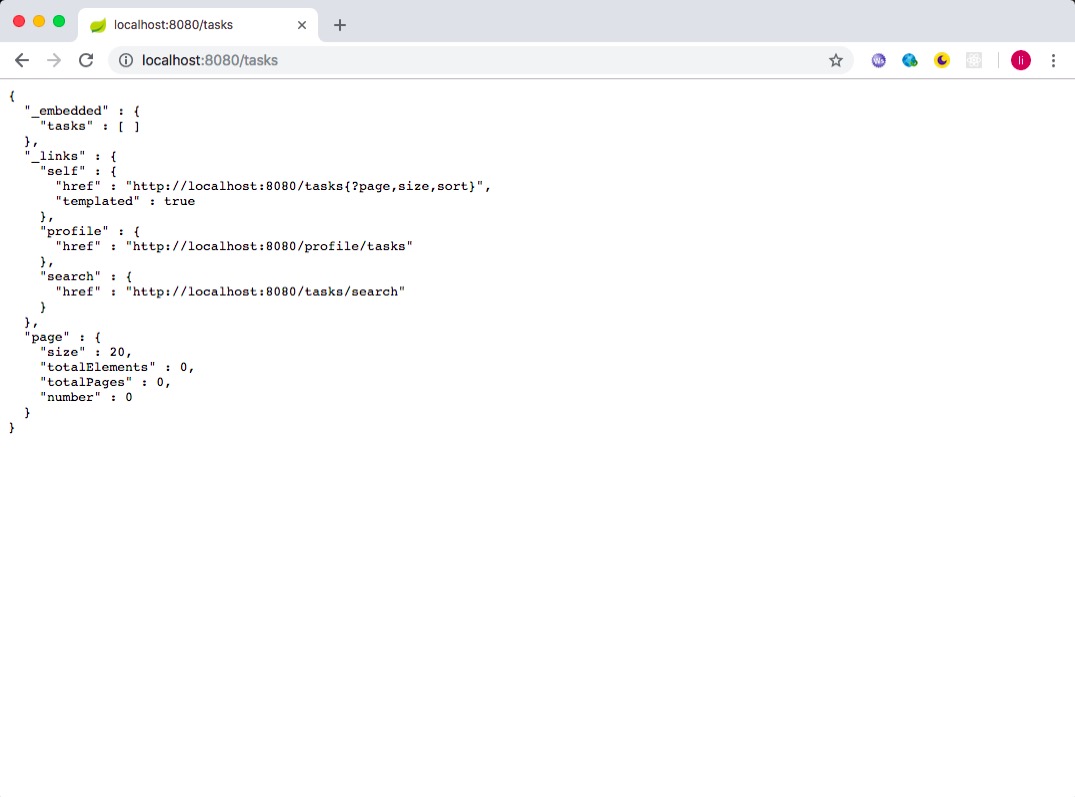 localhost:8080/tasks
localhost:8080/tasks
Ws
li
{
  "_embedded" : {
    "tasks" : [ ]
  },
  "_links" : {
    "self" : {
      "href" : "http://localhost:8080/tasks{?page,size,sort}",
      "templated" : true
    },
    "profile" : {
      "href" : "http://localhost:8080/profile/tasks"
    },
    "search" : {
      "href" : "http://localhost:8080/tasks/search"
    }
  },
  "page" : {
    "size" : 20,
    "totalElements" : 0,
    "totalPages" : 0,
    "number" : 0
  }
}